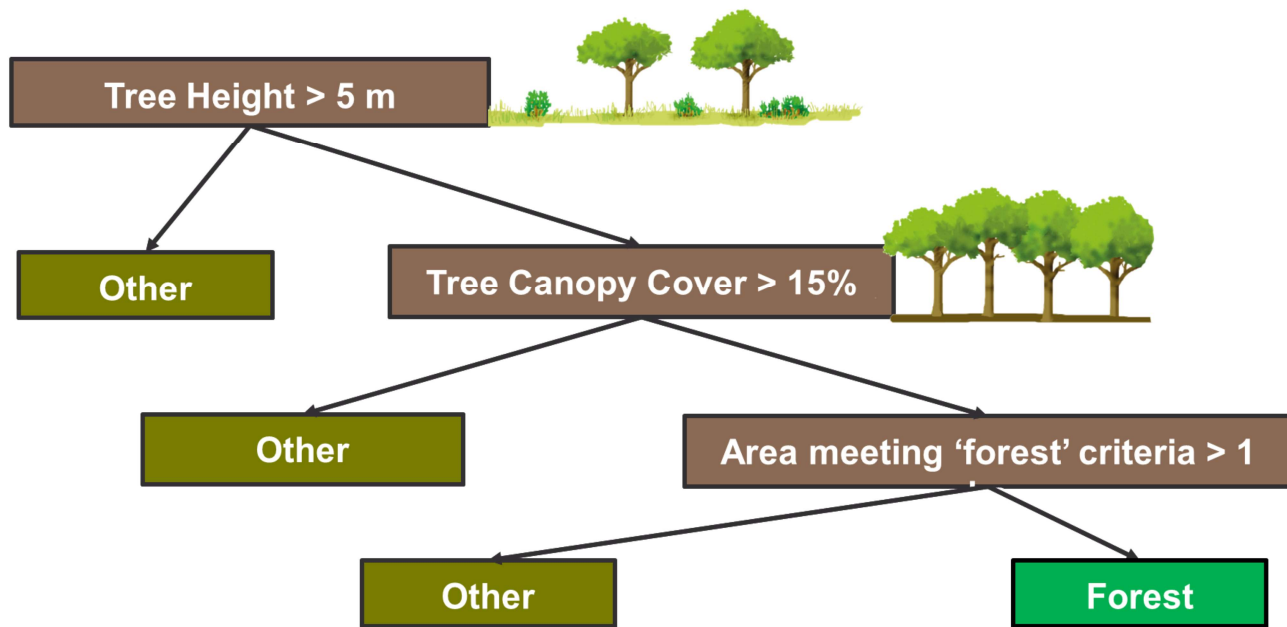 Tree Height > 5 m
Other
Tree Canopy Cover > 15%
Other
Area meeting ‘forest’ criteria > 1
Other
Forest